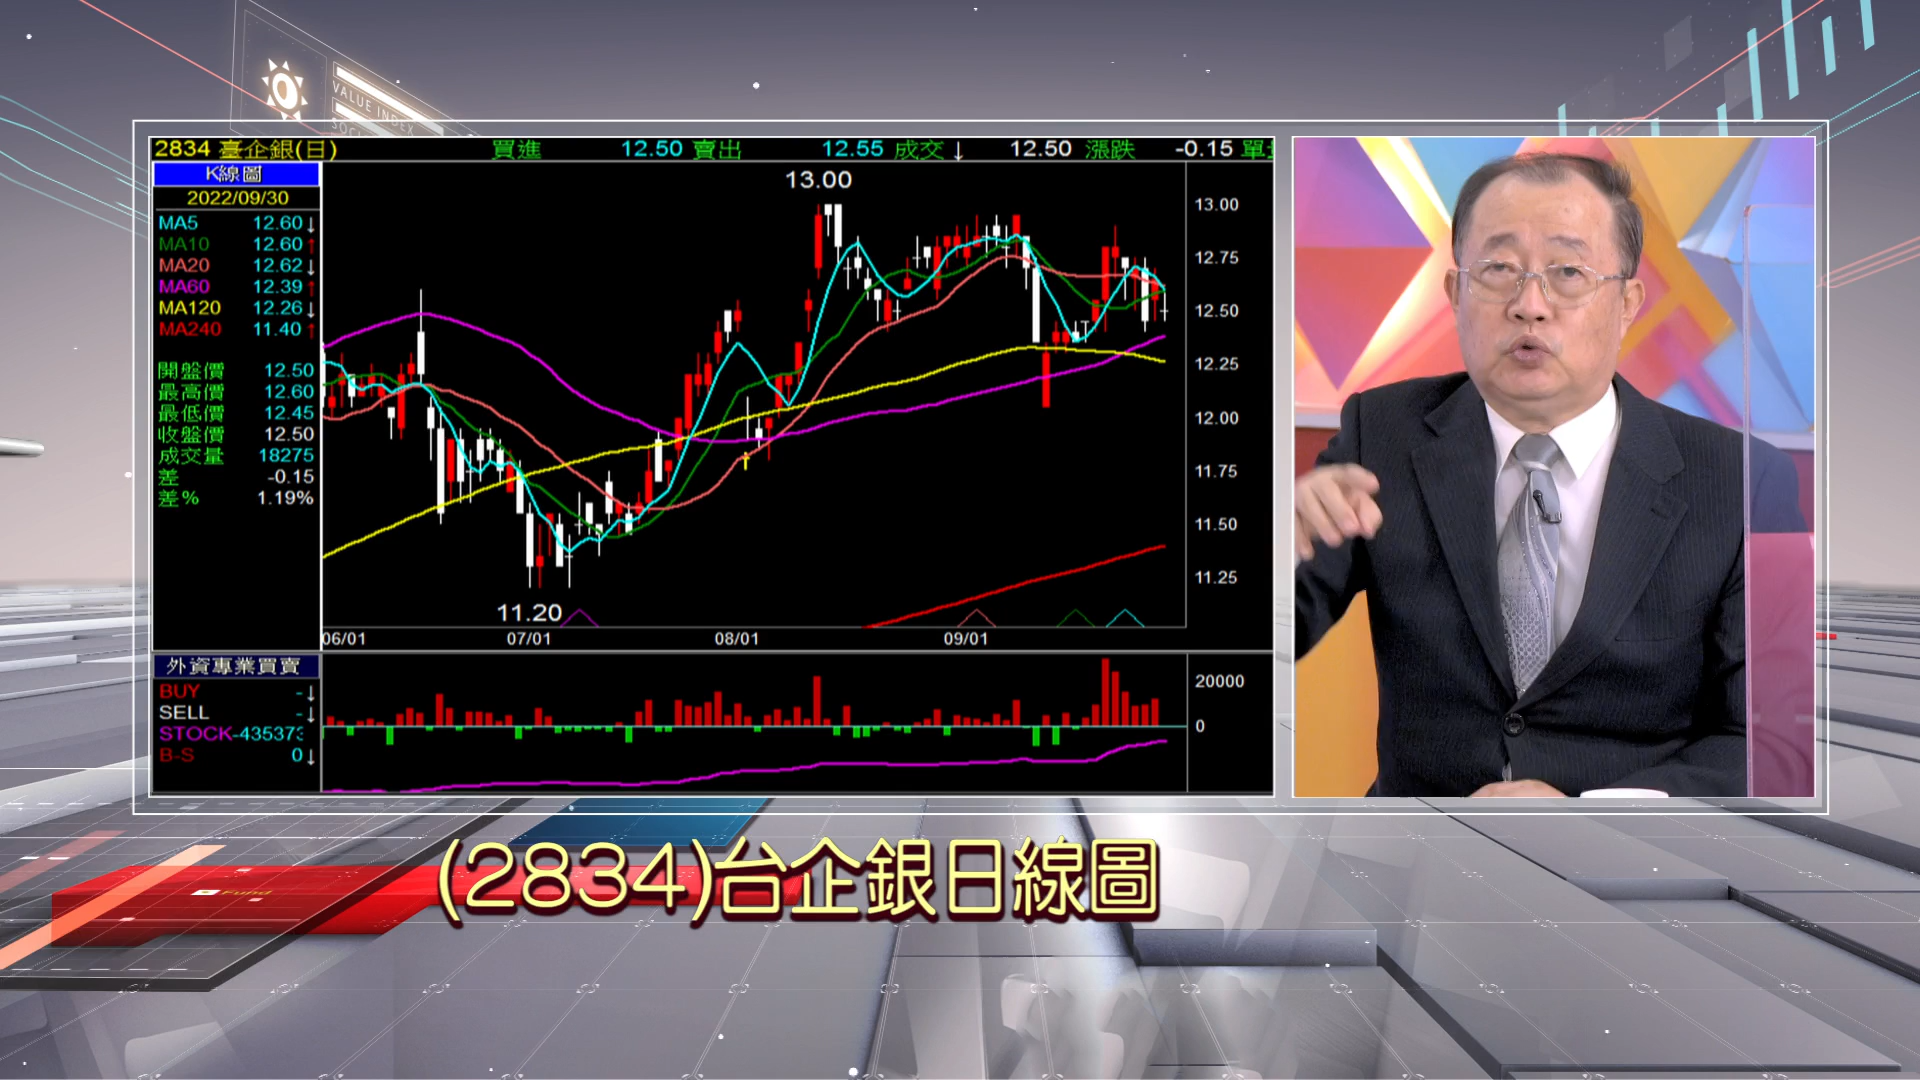 VALUE INDEX
2834 臺企銀(日) 買進 12.50 賣出 12.55 成交↓ 12.50 漲跌 -0.15
K線圖
2022/09/30
MA5 12.60↓
MA10 12.60↑
MA20 12.62↓
MA60 12.39↑
MA120 12.26↓
MA240 11.40↑
開盤價 12.50
最高價 12.60
最低價 12.45
收盤價 12.50
成交量 18275
差 -0.15
差% 1.19%
13.00
11.20
13.00
12.75
12.50
12.25
12.00
11.75
11.50
11.25
06/01 07/01 08/01 09/01
外資專業買賣
BUY -↓
SELL -↓
STOCK-435373
B-S 0↓
20000
0
Fund
(2834)台企銀日線圖